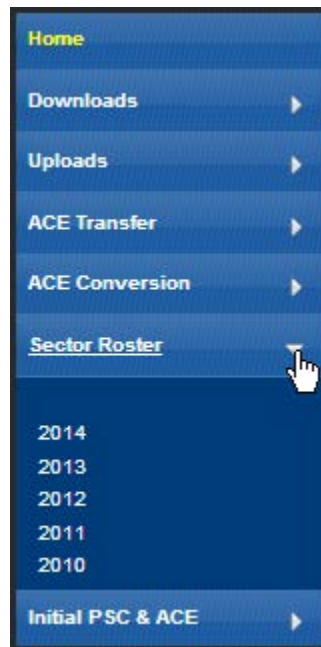 Home
Downloads
Uploads
ACE Transfer
ACE Conversion
Sector Roster
2014
2013
2012
2011
2010
Initial PSC & ACE